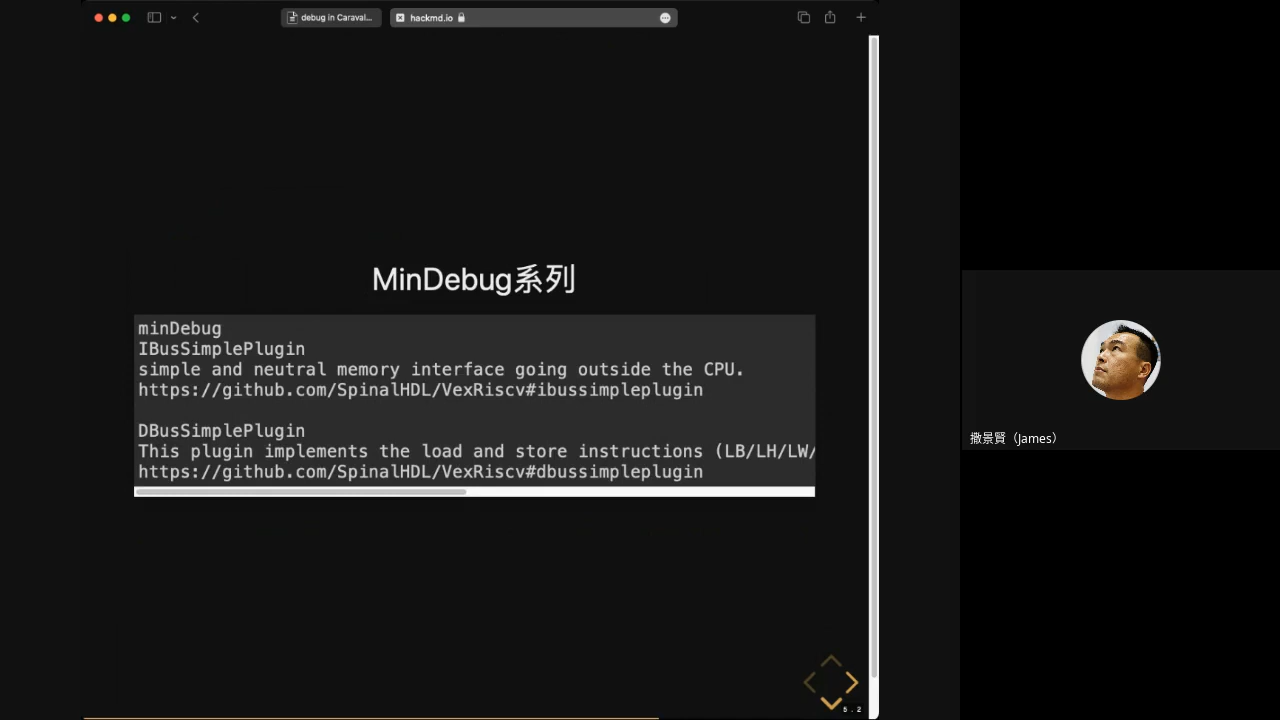 debug in Caraval...
hackmd.io
MinDebug系列
minDebug
IBusSimplePlugin
simple and neutral memory interface going outside the CPU.
https://github.com/SpinalHDL/VexRiscv#ibussimpleplugin
DBusSimplePlugin
This plugin implements the load and store instructions (LB/LH/LW/
https://github.com/SpinalHDL/VexRiscv#dbussimpleplugin
撒景賢（James）
5.2